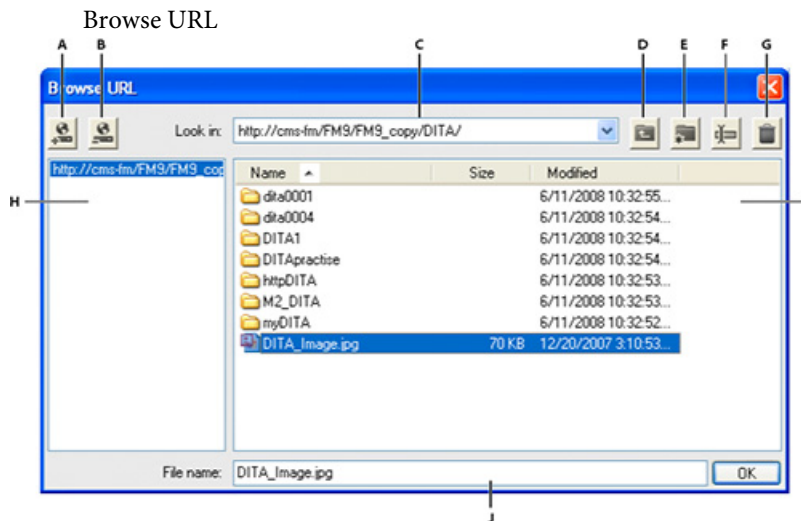 Browse URL
A B C D E F G
Browse URL
Look in: http://cms-fm/FM9/FM9_copy/DITA/
http://cms-fm/FM9/FM9_cop
Name Size Modified
dita0001 6/11/2008 10:32:55...
dita0004 6/11/2008 10:32:54...
DITA1 6/11/2008 10:32:54...
DITApractise 6/11/2008 10:32:54...
httpDITA 6/11/2008 10:32:53...
M2_DITA 6/11/2008 10:32:53...
myDITA 6/11/2008 10:32:52...
DITA_Image.jpg 70 KB 12/20/2007 3:10:53...
H
File name: DITA_Image.jpg OK
J